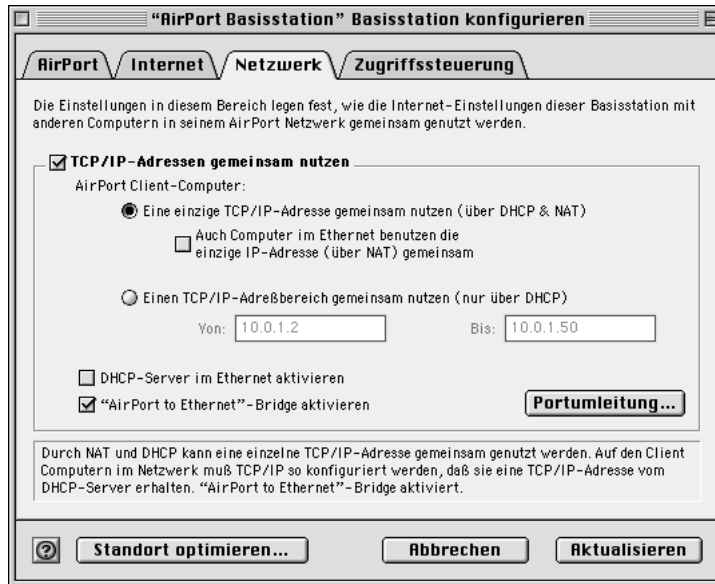 “AirPort Basisstation” Basisstation konfigurieren
AirPort Internet Netzwerk Zugriffssteuerung
Die Einstellungen in diesem Bereich legen fest, wie die Internet-Einstellungen dieser Basisstation mit
anderen Computern in seinem AirPort Netzwerk gemeinsam genutzt werden.
TCP/IP-Adressen gemeinsam nutzen
AirPort Client-Computer:
Eine einzige TCP/IP-Adresse gemeinsam nutzen (über DHCP & NAT)
Auch Computer im Ethernet benutzen die
einzige IP-Adresse (über NAT) gemeinsam
Einen TCP/IP-Adreßbereich gemeinsam nutzen (nur über DHCP)
Von: 10.0.1.2 Bis: 10.0.1.50
DHCP-Server im Ethernet aktivieren
“AirPort to Ethernet”-Bridge aktivieren
Portumleitung...
Durch NAT und DHCP kann eine einzelne TCP/IP-Adresse gemeinsam genutzt werden. Auf den Client
Computern im Netzwerk muß TCP/IP so konfiguriert werden, daß sie eine TCP/IP-Adresse vom
DHCP-Server erhalten. “AirPort to Ethernet”-Bridge aktiviert.
? Standort optimieren... Abbrechen Aktualisieren